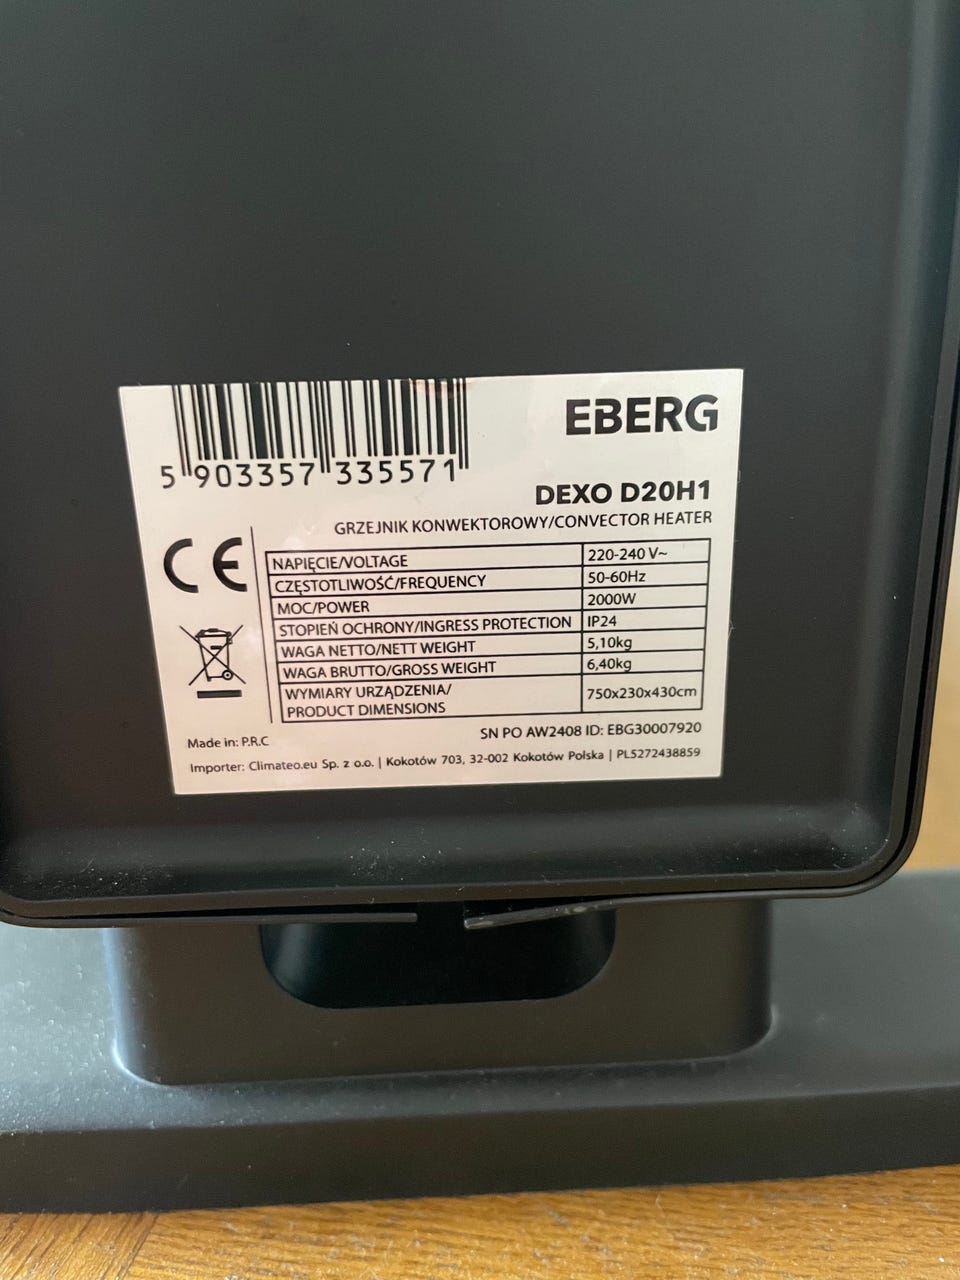 5 903357 335571
EBERG
DEXO D20H1
GRZEJNIK KONWEKTOROWY/CONVECTOR HEATER
CE
NAPIĘCIE/VOLTAGE 220-240 V~
CZĘSTOTLIWOŚĆ/FREQUENCY 50-60Hz
MOC/POWER 2000W
STOPIEŃ OCHRONY/INGRESS PROTECTION IP24
WAGA NETTO/NETT WEIGHT 5,10kg
WAGA BRUTTO/GROSS WEIGHT 6,40kg
WYMIARY URZĄDZENIA/
PRODUCT DIMENSIONS 750x230x430cm
SN PO AW2408 ID: EBG30007920
Made in: P.R.C
Importer: Climateo.eu Sp. z o.o. | Kokotów 703, 32-002 Kokotów Polska | PL5272438859